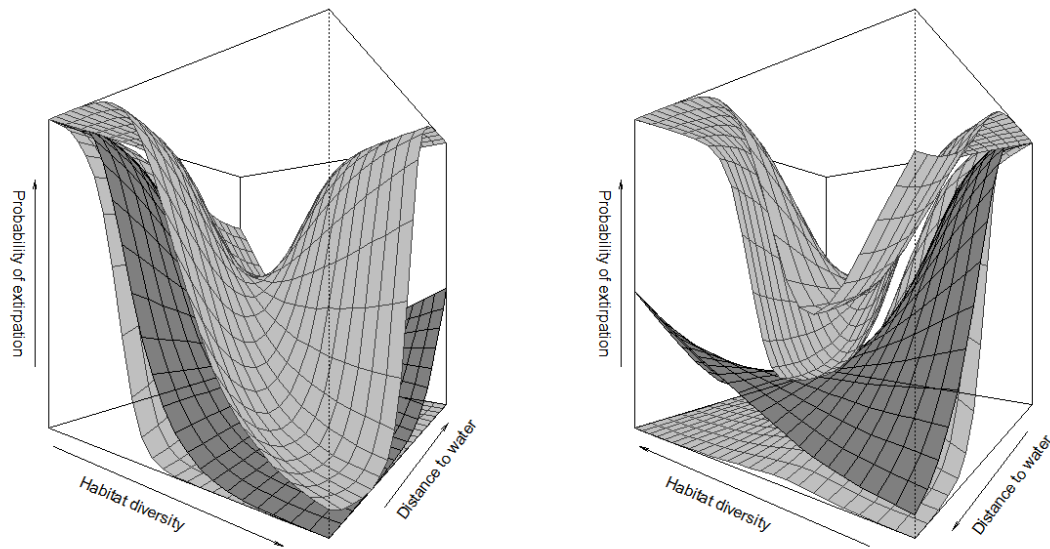 Probability of extirpation
Habitat diversity
Distance to water
Probability of extirpation
Habitat diversity
Distance to water